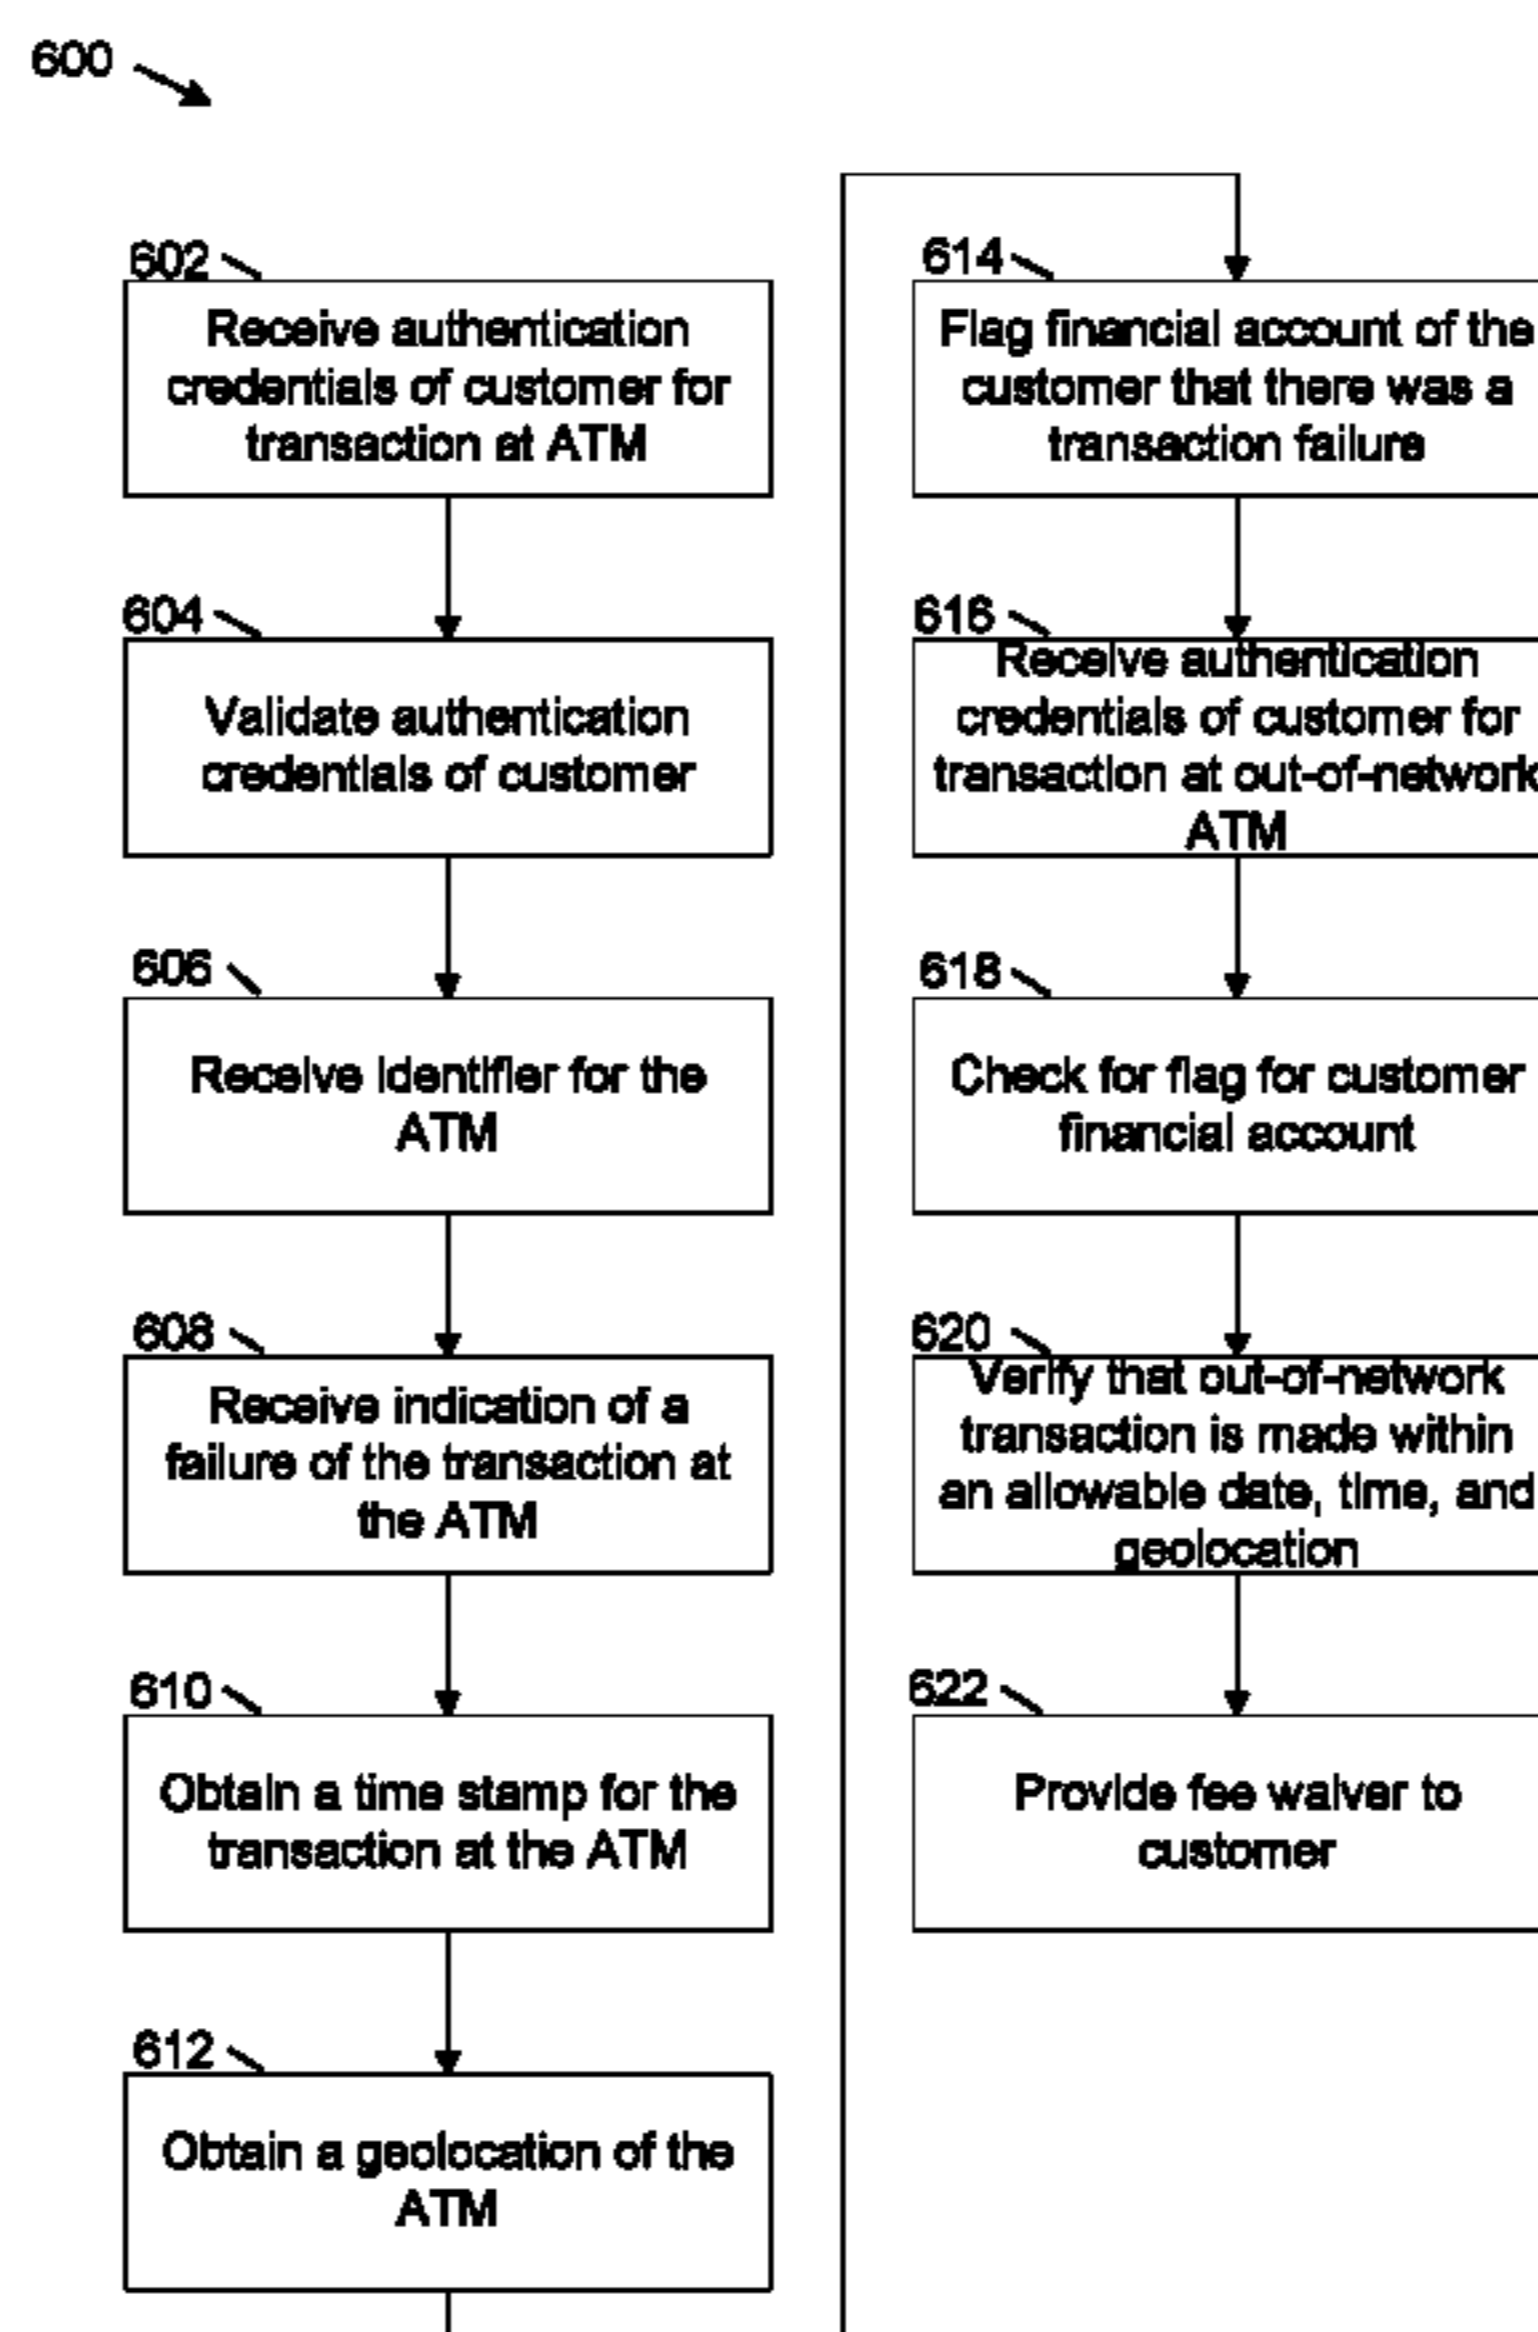 600
602
Receive authentication
credentials of customer for
transaction at ATM
604
Validate authentication
credentials of customer
606
Receive identifier for the
ATM
608
Receive indication of a
failure of the transaction at
the ATM
610
Obtain a time stamp for the
transaction at the ATM
612
Obtain a geolocation of the
ATM
614
Flag financial account of the
customer that there was a
transaction failure
616
Receive authentication
credentials of customer for
transaction at out-of-network
ATM
618
Check for flag for customer
financial account
620
Verify that out-of-network
transaction is made within
an allowable date, time, and
geolocation
622
Provide fee waiver to
customer